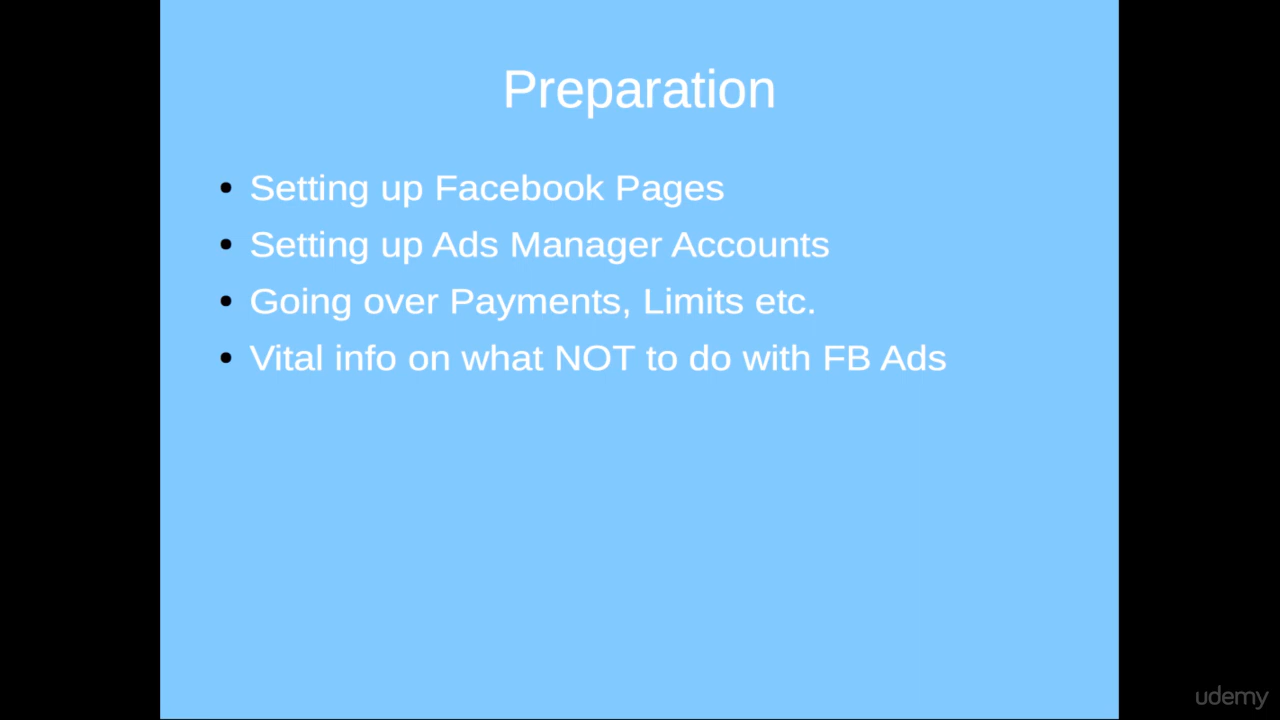 Preparation
• Setting up Facebook Pages
• Setting up Ads Manager Accounts
• Going over Payments, Limits etc.
• Vital info on what NOT to do with FB Ads
udemy